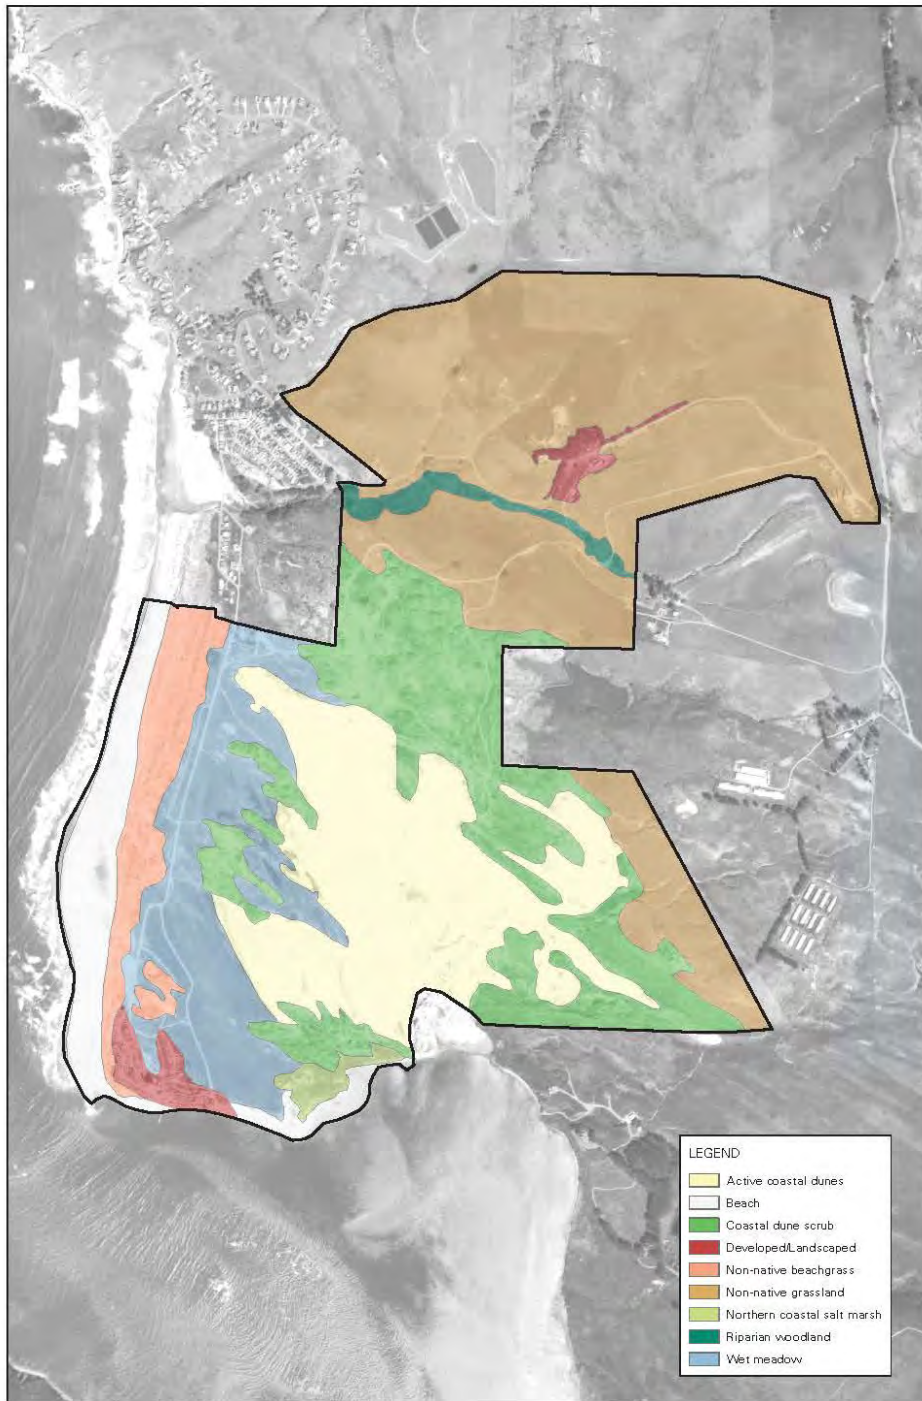 LEGEND
Active coastal dunes
Beach
Coastal dune scrub
Developed/Landscaped
Non-native beachgrass
Non-native grassland
Northern coastal salt marsh
Riparian woodland
Wet meadow